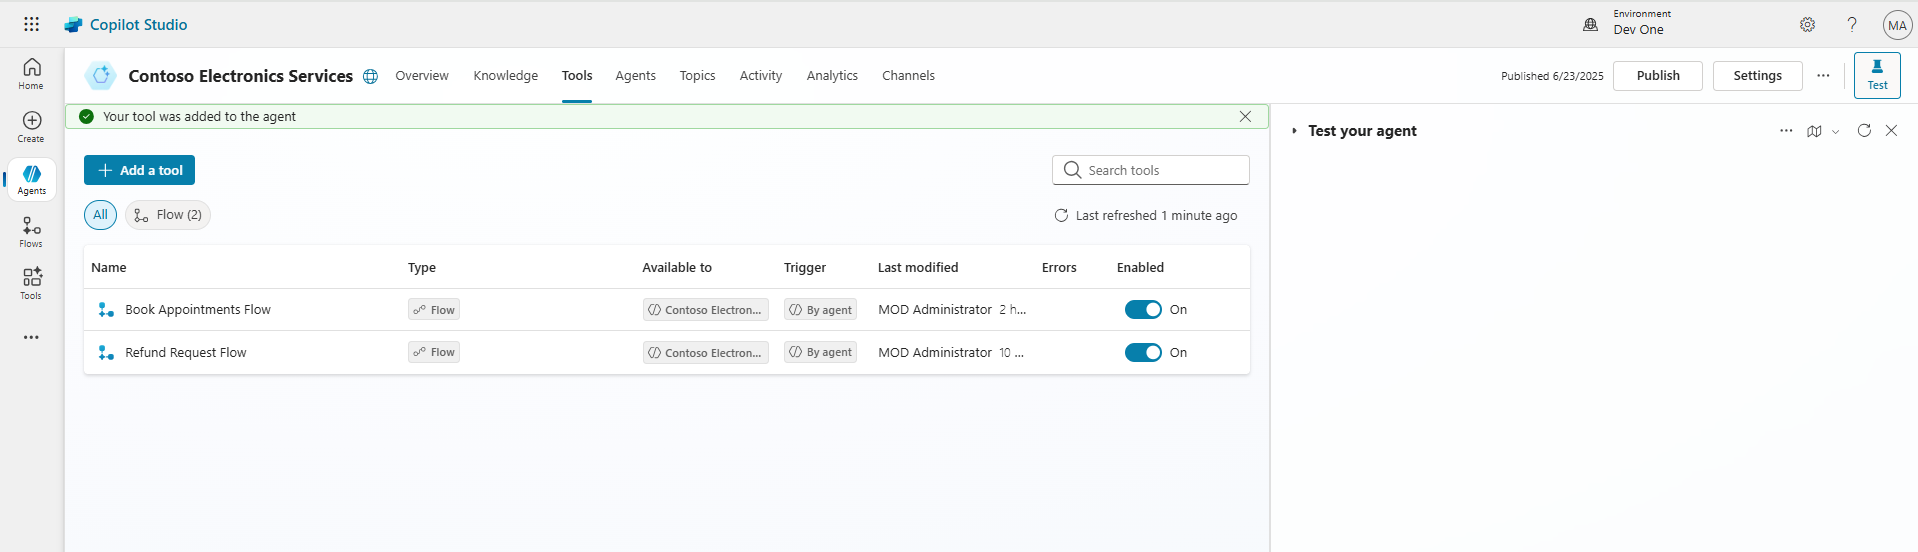 Copilot Studio
Environment
Dev One
MA
Home
Create
Agents
Flows
Tools
Contoso Electronics Services
Overview
Knowledge
Tools
Agents
Topics
Activity
Analytics
Channels
Published 6/23/2025
Publish
Settings
Test
Your tool was added to the agent
Add a tool
Search tools
All
Flow (2)
Last refreshed 1 minute ago
Name Type Available to Trigger Last modified Errors Enabled
Book Appointments Flow Flow Contoso Electron... By agent MOD Administrator 2 h... On
Refund Request Flow Flow Contoso Electron... By agent MOD Administrator 10 ... On
Test your agent